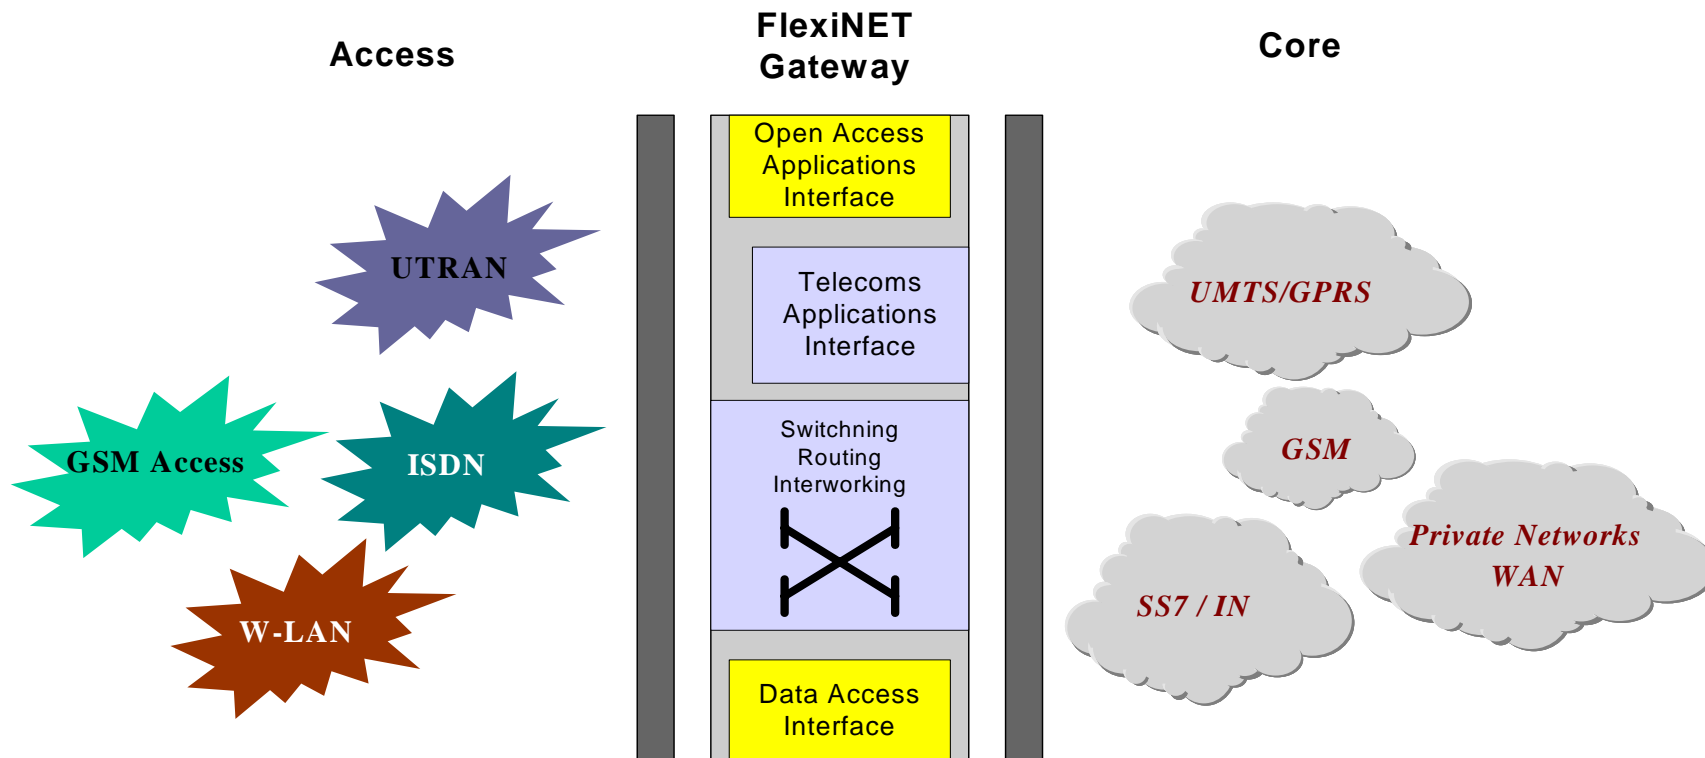 Access
FlexiNET
Gateway
Core
Open Access
Applications
Interface
Telecoms
Applications
Interface
Switchning
Routing
Interworking
Data Access
Interface
UTRAN
GSM Access
ISDN
W-LAN
UMTS/GPRS
GSM
Private Networks
WAN
SS7 / IN